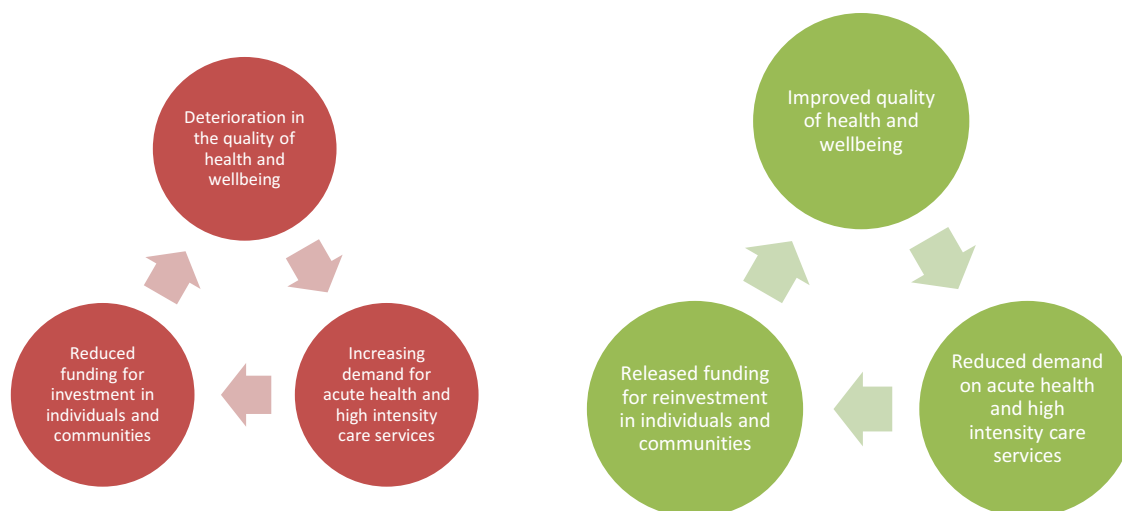 Deterioration in
the quality of
health and
wellbeing
Increasing
demand for
acute health and
high intensity
care services
Reduced
funding for
investment in
individuals and
communities
Improved quality
of health and
wellbeing
Reduced demand
on acute health
and high
intensity care
services
Released funding
for reinvestment
in individuals and
communities